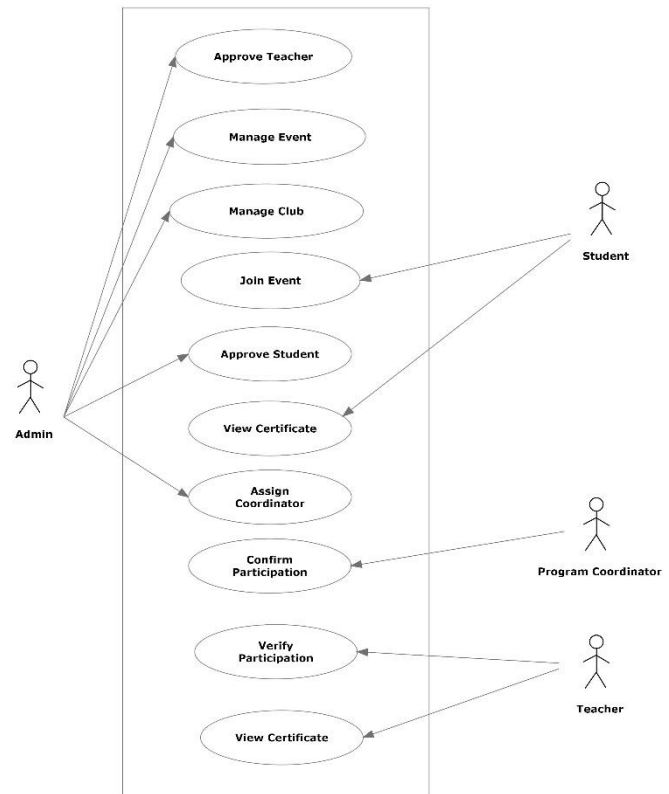 Approve Teacher
Manage Event
Manage Club
Join Event
Student
Approve Student
Admin
View Certificate
Assign
Coordinator
Confirm
Participation
Program Coordinator
Verify
Participation
Teacher
View Certificate